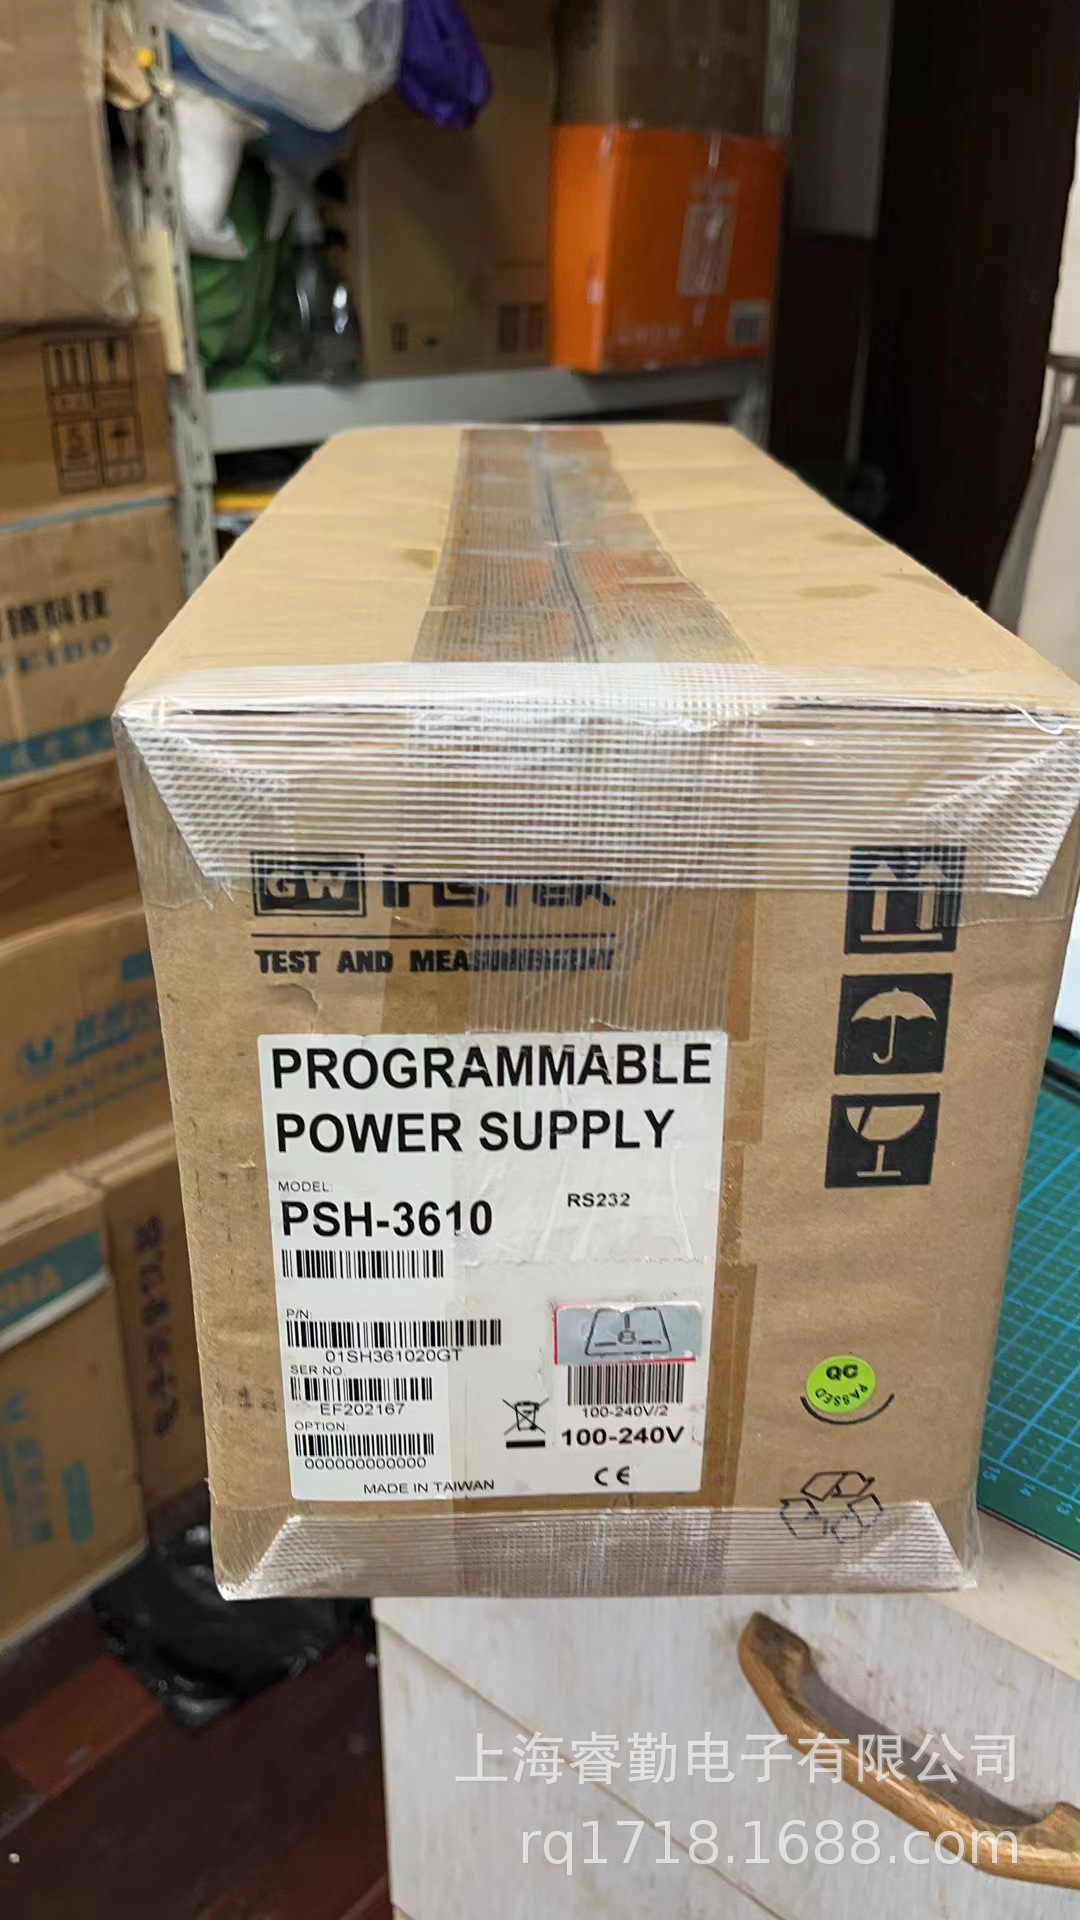 GW INSTEK
TEST AND MEASUREMENT
PROGRAMMABLE
POWER SUPPLY
MODEL:
PSH-3610
RS232
P/N:
01SH361020GT
SER NO.
EF202167
OPTION:
000000000000
100-240V/2
100-240V
CE
MADE IN TAIWAN
QC
PASSED
上海睿勤电子有限公司
rq1718.1688.com